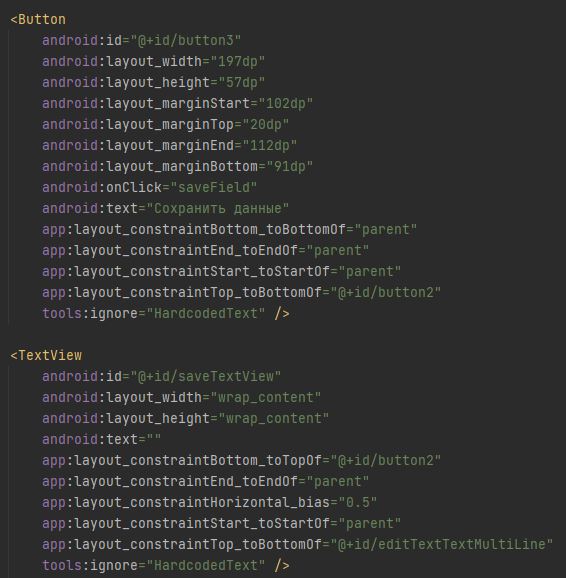 <Button
android:id="@+id/button3"
android:layout_width="197dp"
android:layout_height="57dp"
android:layout_marginStart="102dp"
android:layout_marginTop="20dp"
android:layout_marginEnd="112dp"
android:layout_marginBottom="91dp"
android:onClick="saveField"
android:text="Сохранить данные"
app:layout_constraintBottom_toBottomOf="parent"
app:layout_constraintEnd_toEndOf="parent"
app:layout_constraintStart_toStartOf="parent"
app:layout_constraintTop_toBottomOf="@+id/button2"
tools:ignore="HardcodedText" />
<TextView
android:id="@+id/saveTextView"
android:layout_width="wrap_content"
android:layout_height="wrap_content"
android:text=""
app:layout_constraintBottom_toTopOf="@+id/button2"
app:layout_constraintEnd_toEndOf="parent"
app:layout_constraintHorizontal_bias="0.5"
app:layout_constraintStart_toStartOf="parent"
app:layout_constraintTop_toBottomOf="@+id/editTextTextMultiLine"
tools:ignore="HardcodedText" />